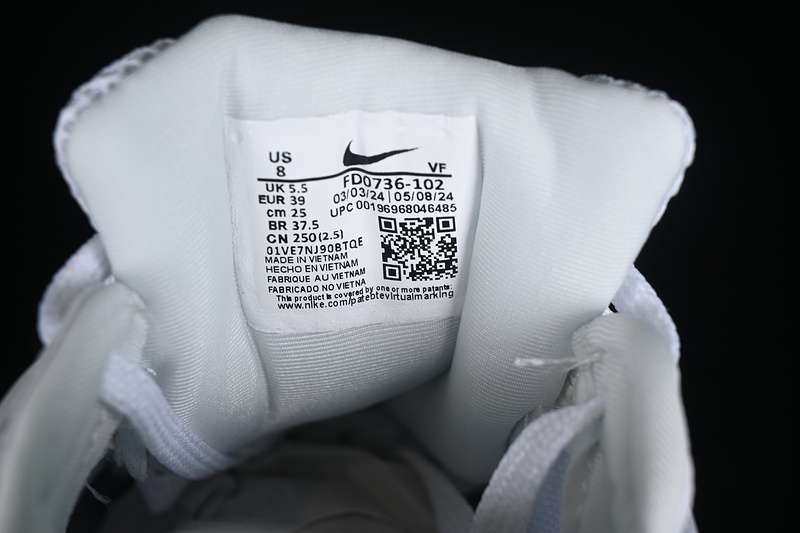 US
8
VF
UK 5.5
EUR 39
cm 25
BR 37.5
CN 250(2.5)
01VE7NJ90BTQE
FD0736-102
03/03/24 | 05/08/24
UPC 00196968046485
MADE IN VIETNAM
HECHO EN VIETNAM
FABRIQUE AU VIETNAM
FABRICADO NO VIETNA
This product is covered by one or more patents:
www.nike.com/patebtevirtualmarking